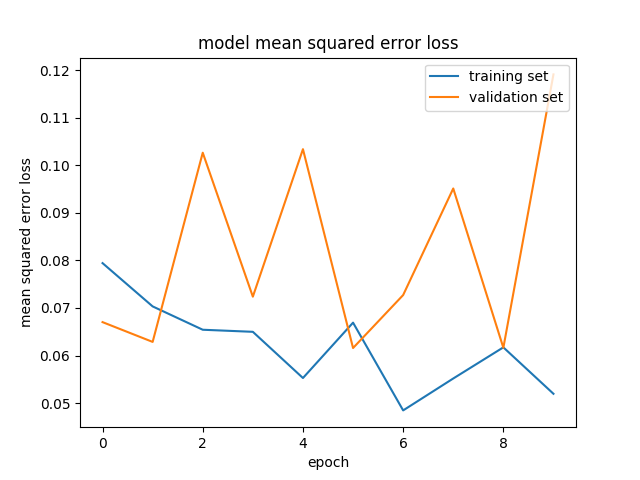 model mean squared error loss
training set
validation set
0.12
0.11
0.10
0.09
0.08
0.07
0.06
0.05
mean squared error loss
0 2 4 6 8
epoch